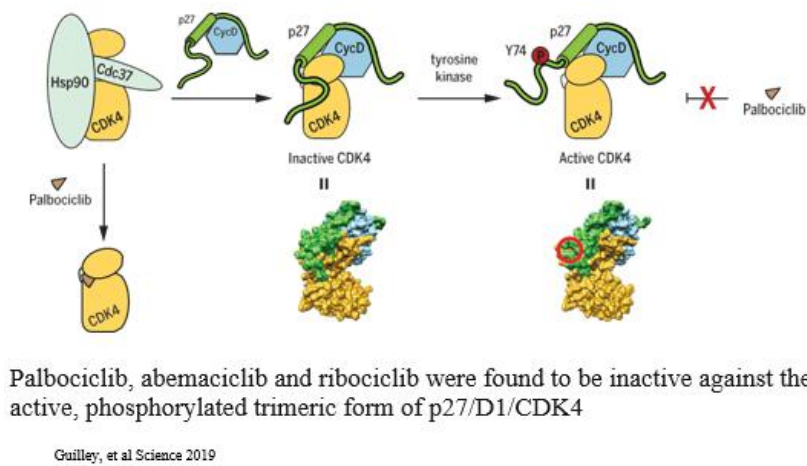 p27
CycD
Hsp90
Cdc37
CDK4
p27
CycD
CDK4
Inactive CDK4
=
tyrosine
kinase
Y74
P
p27
CycD
CDK4
Active CDK4
=
X
Palbociclib
Palbociclib
CDK4
Palbociclib, abemaciclib and ribociclib were found to be inactive against the
active, phosphorylated trimeric form of p27/D1/CDK4
Guilley, et al Science 2019